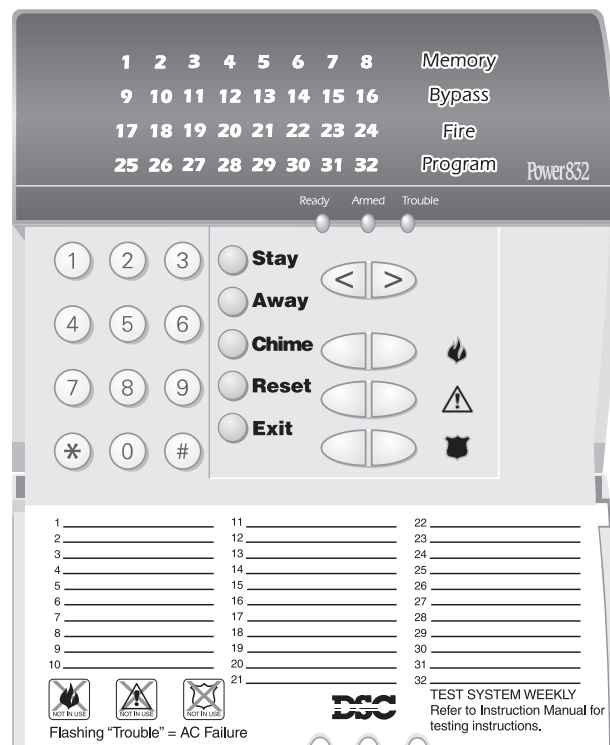 1 2 3 4 5 6 7 8 Memory
9 10 11 12 13 14 15 16 Bypass
17 18 19 20 21 22 23 24 Fire
25 26 27 28 29 30 31 32 Program
Power832
Ready Armed Trouble
1 2 3
4 5 6
7 8 9
* 0 #
Stay
Away
Chime
Reset
Exit
< >
1
2
3
4
5
6
7
8
9
10
11
12
13
14
15
16
17
18
19
20
21
22
23
24
25
26
27
28
29
30
31
32
NOT IN USE NOT IN USE NOT IN USE
Flashing “Trouble” = AC Failure
DSC
TEST SYSTEM WEEKLY
Refer to Instruction Manual for
testing instructions.